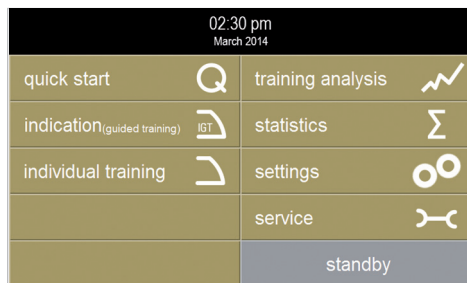 02:30 pm
March 2014
quick start Q
training analysis
indication(guided training) IGT
statistics Σ
individual training
settings
service
standby